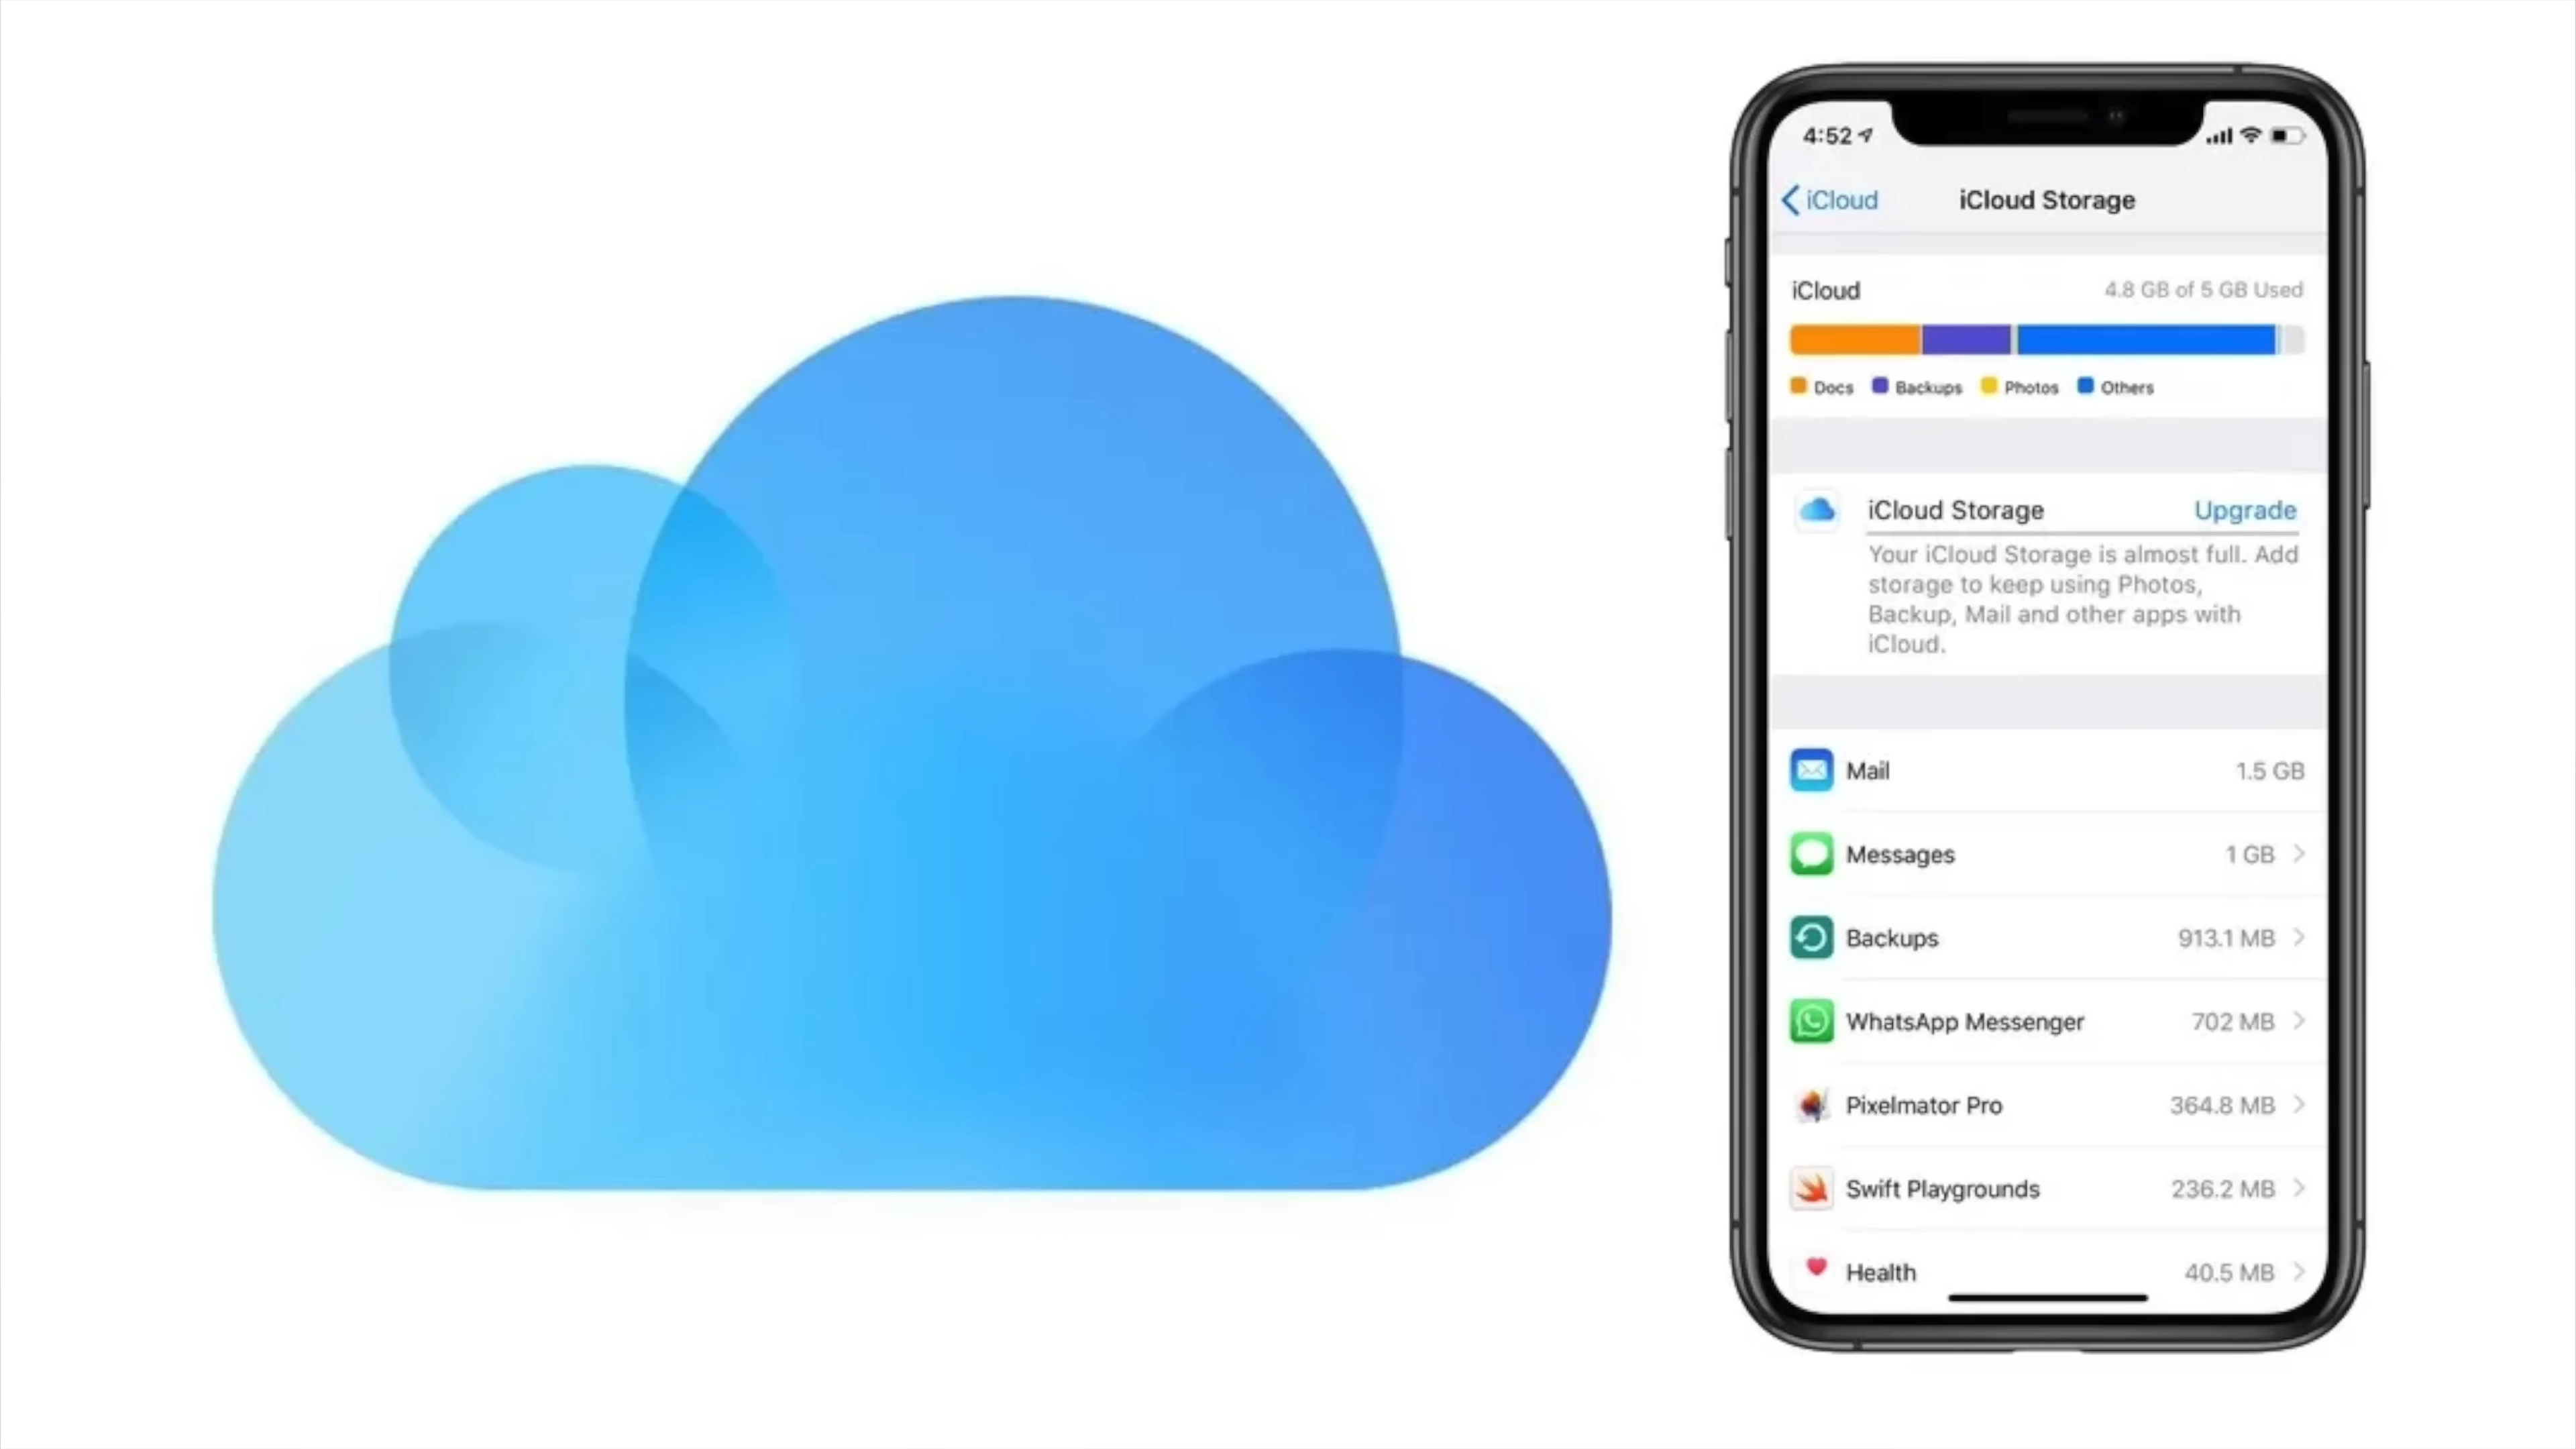 4:52
iCloud
iCloud Storage
iCloud
4.8 GB of 5 GB Used
Docs Backups Photos Others
iCloud Storage
Upgrade
Your iCloud Storage is almost full. Add
storage to keep using Photos,
Backup, Mail and other apps with
iCloud.
Mail 1.5 GB
Messages 1 GB
Backups 913.1 MB
WhatsApp Messenger 702 MB
Pixelmator Pro 364.8 MB
Swift Playgrounds 236.2 MB
Health 40.5 MB